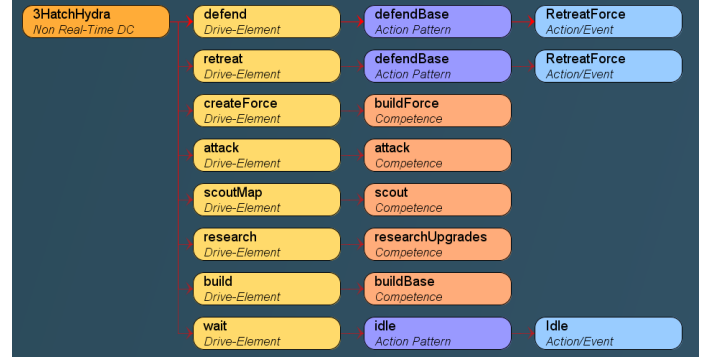 3HatchHydra
Non Real-Time DC
defend
Drive-Element
defendBase
Action Pattern
RetreatForce
Action/Event
retreat
Drive-Element
defendBase
Action Pattern
RetreatForce
Action/Event
createForce
Drive-Element
buildForce
Competence
attack
Drive-Element
attack
Competence
scoutMap
Drive-Element
scout
Competence
research
Drive-Element
researchUpgrades
Competence
build
Drive-Element
buildBase
Competence
wait
Drive-Element
idle
Action Pattern
Idle
Action/Event